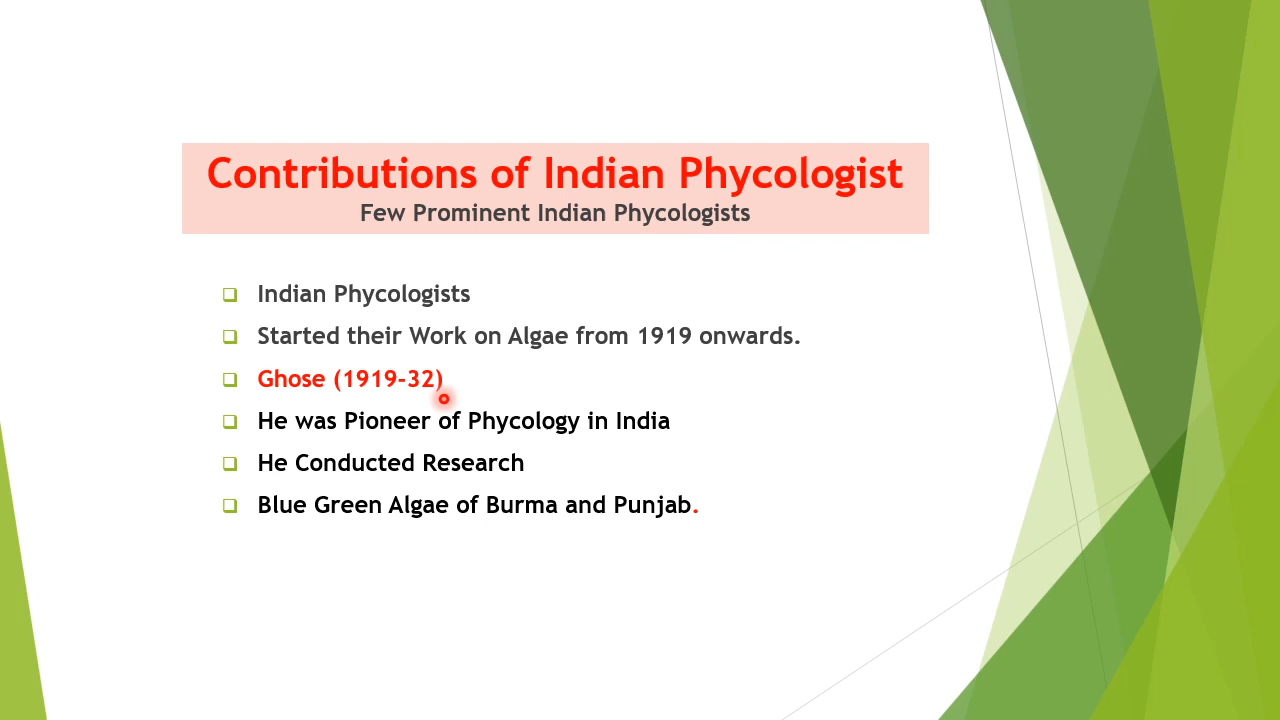 Contributions of Indian Phycologist
Few Prominent Indian Phycologists
Indian Phycologists
Started their Work on Algae from 1919 onwards.
Ghose (1919-32)
He was Pioneer of Phycology in India
He Conducted Research
Blue Green Algae of Burma and Punjab.